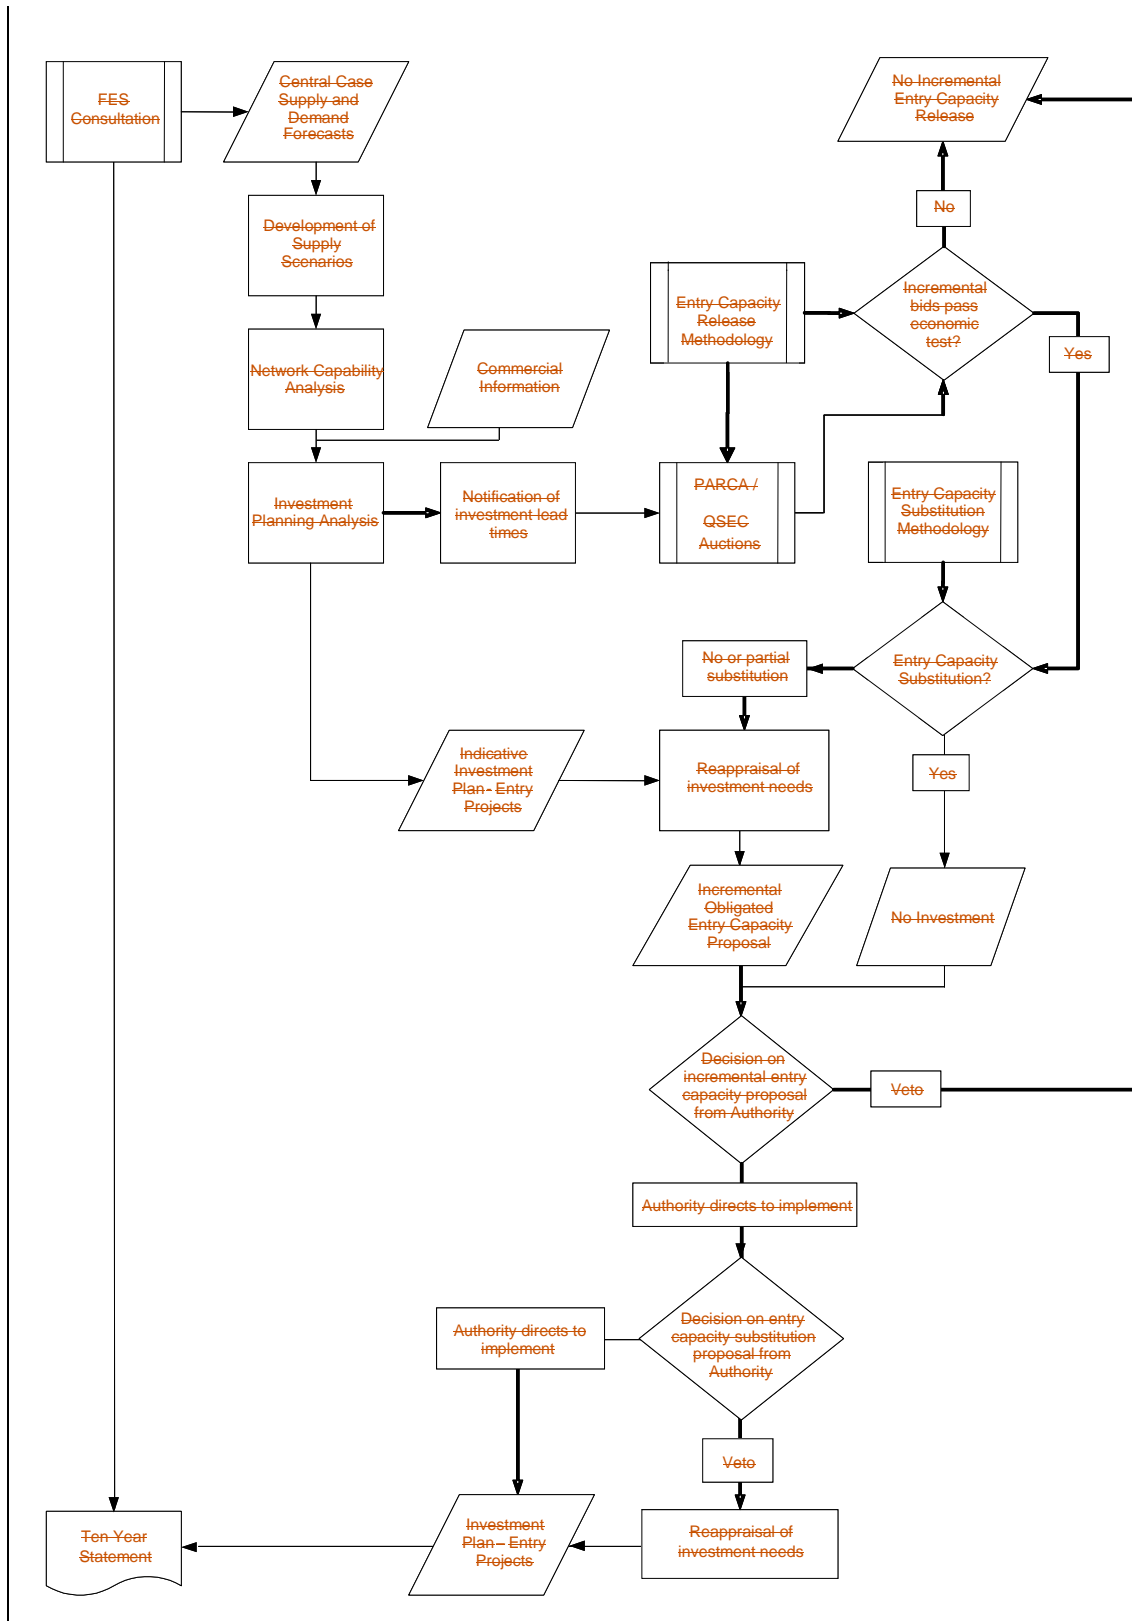 FES
Consultation
Central Case
Supply and
Demand
Forecasts
No Incremental
Entry Capacity
Release
No
Development of
Supply
Scenarios
Entry Capacity
Release
Methodology
Incremental
bids pass
economic
test?
Yes
Network Capability
Analysis
Commercial
Information
Investment
Planning Analysis
Notification of
investment lead
times
PARCA /
QSEC
Auctions
Entry Capacity
Substitution
Methodology
No or partial
substitution
Entry Capacity
Substitution?
Indicative
Investment
Plan - Entry
Projects
Reappraisal of
investment needs
Yes
Incremental
Obligated
Entry Capacity
Proposal
No Investment
Decision on
incremental entry
capacity proposal
from Authority
Veto
Authority directs to implement
Authority directs to
implement
Decision on entry
capacity substitution
proposal from
Authority
Veto
Ten Year
Statement
Investment
Plan – Entry
Projects
Reappraisal of
investment needs